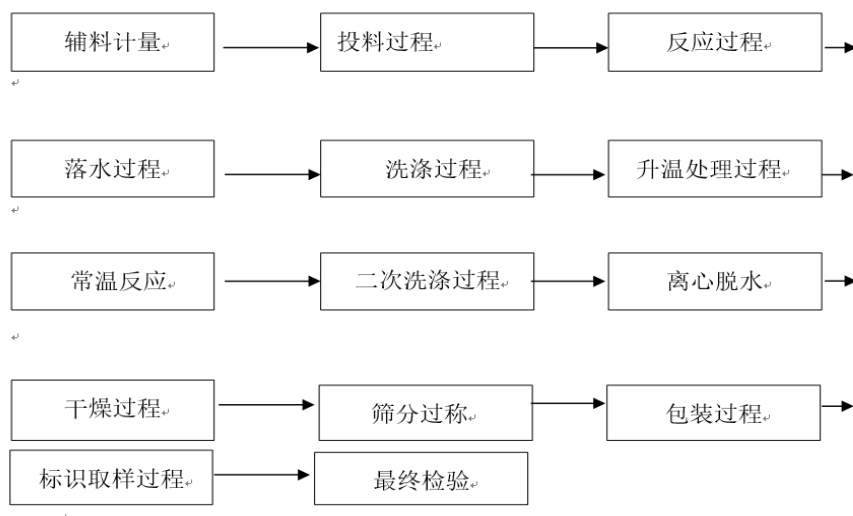 辅料计量 投料过程 反应过程
落水过程 洗涤过程 升温处理过程
常温反应 二次洗涤过程 离心脱水
干燥过程 筛分过称 包装过程
标识取样过程 最终检验